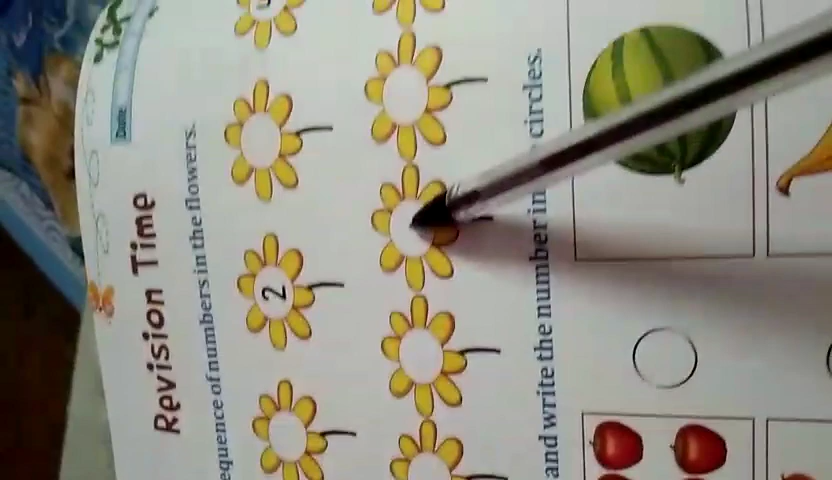 Date
Revision Time
equence of numbers in the flowers.
2
and write the number in circles.